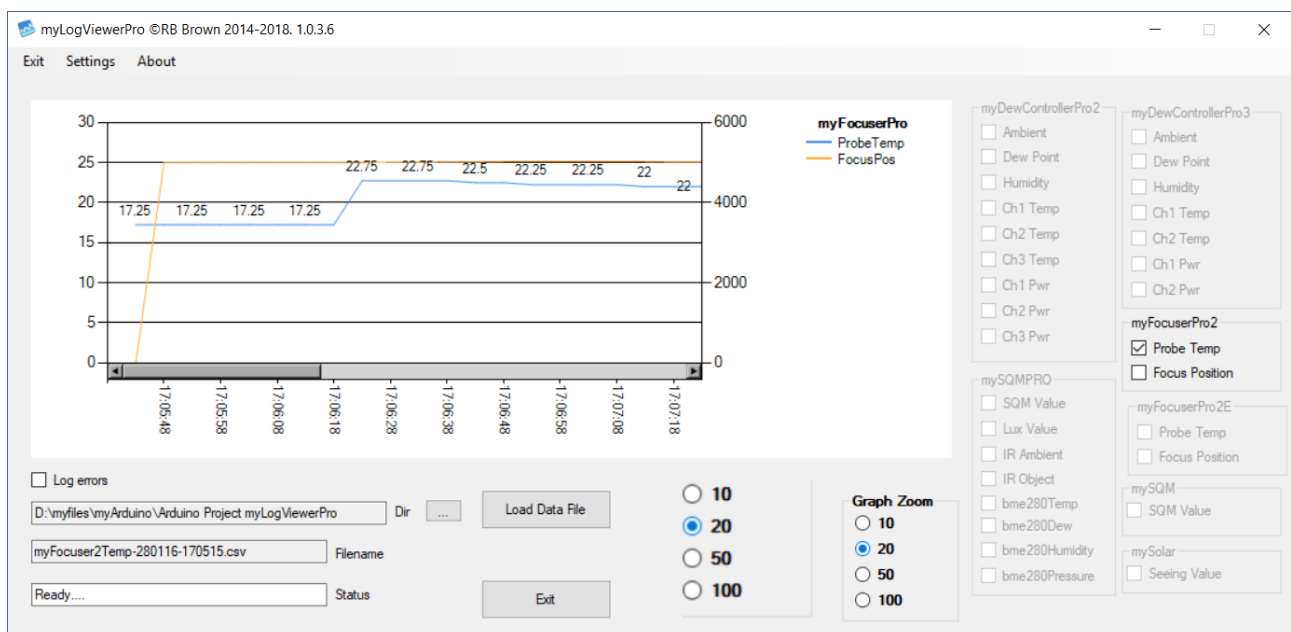 myLogViewerPro ©RB Brown 2014-2018. 1.0.3.6
Exit Settings About
30
25
20
15
10
5
0
6000
4000
2000
0
17.25 17.25 17.25 17.25 22.75 22.75 22.5 22.25 22.25 22 22
17:05:48
17:05:58
17:06:08
17:06:18
17:06:28
17:06:38
17:06:48
17:06:58
17:07:08
17:07:18
myFocuserPro
ProbeTemp
FocusPos
myDewControllerPro2
Ambient
Dew Point
Humidity
Ch1 Temp
Ch2 Temp
Ch3 Temp
Ch1 Pwr
Ch2 Pwr
Ch3 Pwr
myDewControllerPro3
Ambient
Dew Point
Humidity
Ch1 Temp
Ch2 Temp
Ch1 Pwr
Ch2 Pwr
myFocuserPro2
Probe Temp
Focus Position
mySQMPRO
SQM Value
Lux Value
IR Ambient
IR Object
bme280Temp
bme280Dew
bme280Humidity
bme280Pressure
myFocuserPro2E
Probe Temp
Focus Position
mySQM
SQM Value
mySolar
Seeing Value
Log errors
D:\myfiles\myArduino\Arduino Project myLogViewerPro Dir ...
Load Data File
myFocuser2Temp-280116-170515.csv Filename
Ready.... Status
Exit
10
20
50
100
Graph Zoom
10
20
50
100